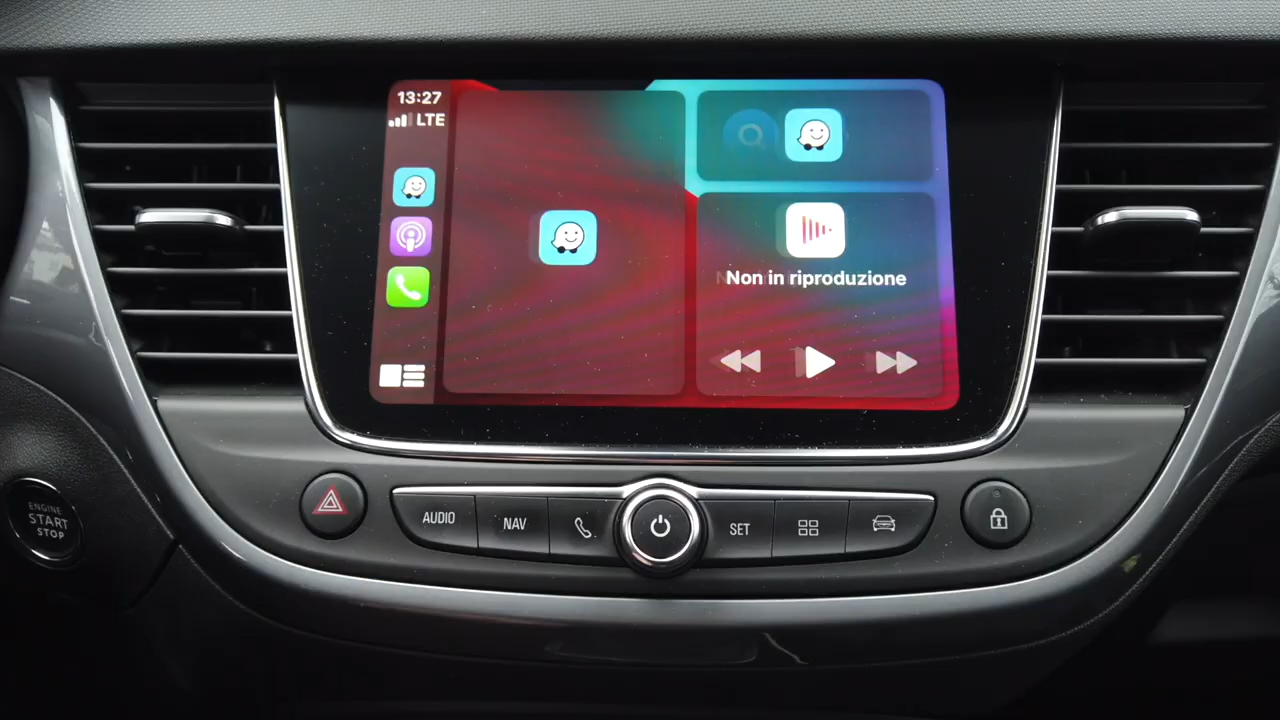 13:27
LTE
Non in riproduzione
ENGINE
START
STOP
AUDIO
NAV
SET